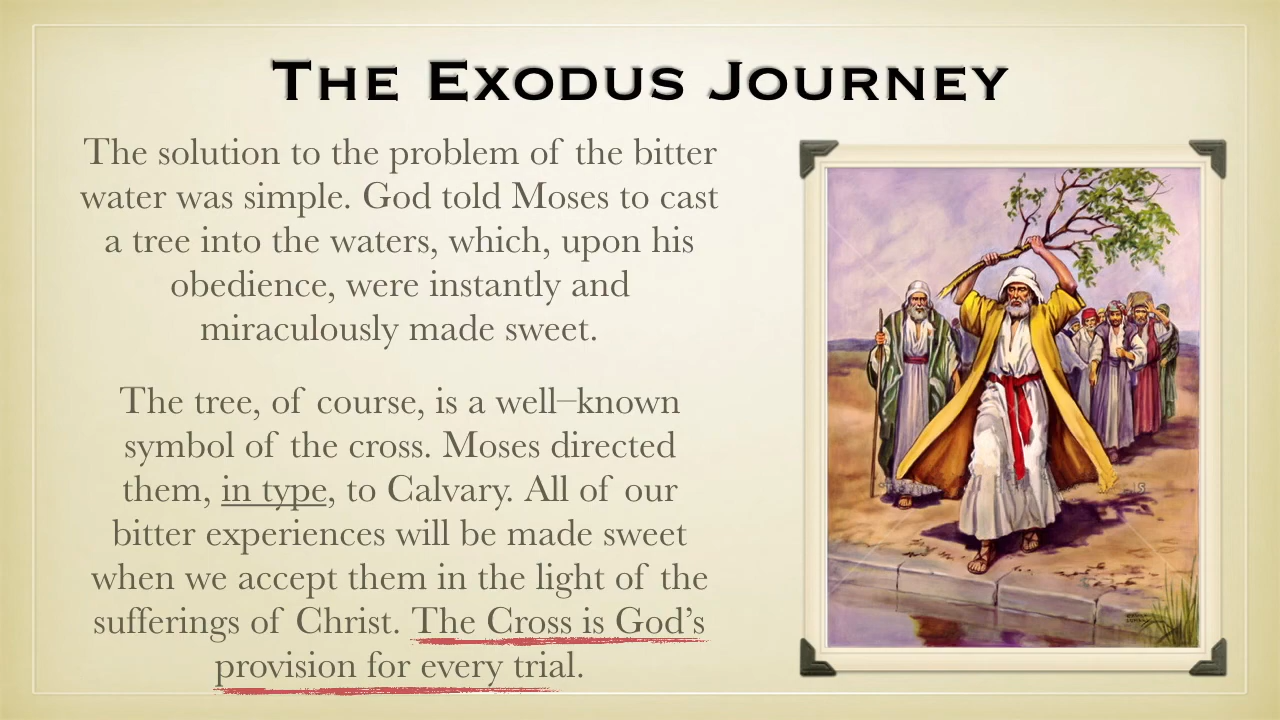 The Exodus Journey
The solution to the problem of the bitter
water was simple. God told Moses to cast
a tree into the waters, which, upon his
obedience, were instantly and
miraculously made sweet.
The tree, of course, is a well–known
symbol of the cross. Moses directed
them, in type, to Calvary. All of our
bitter experiences will be made sweet
when we accept them in the light of the
sufferings of Christ. The Cross is God’s
provision for every trial.